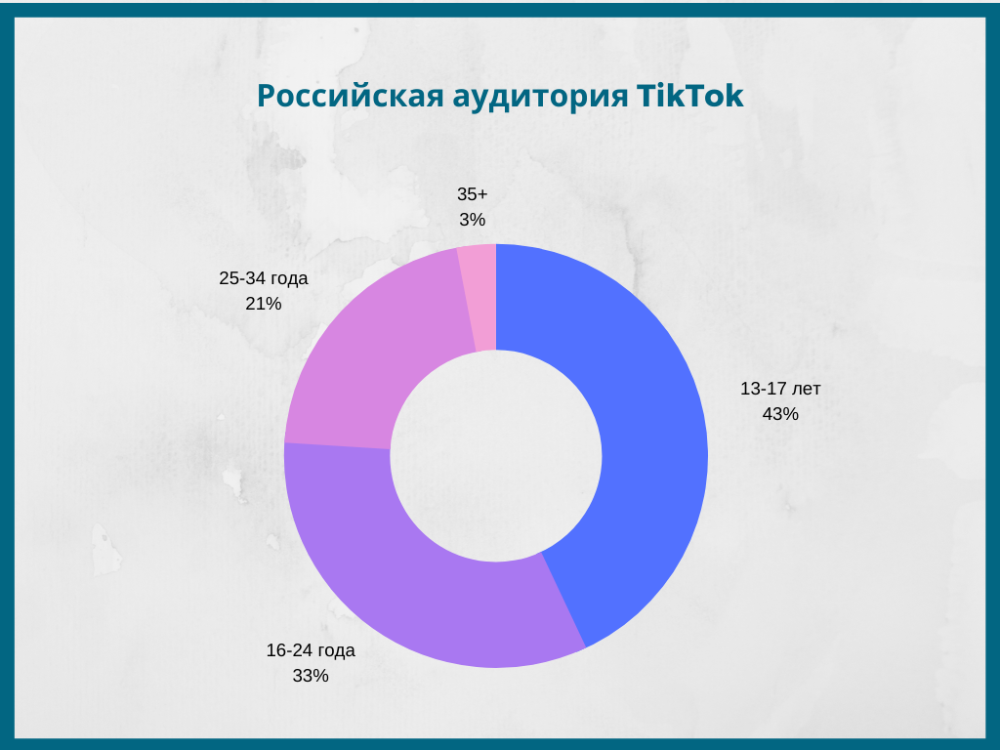 Российская аудитория TikTok
35+
3%
25-34 года
21%
13-17 лет
43%
16-24 года
33%